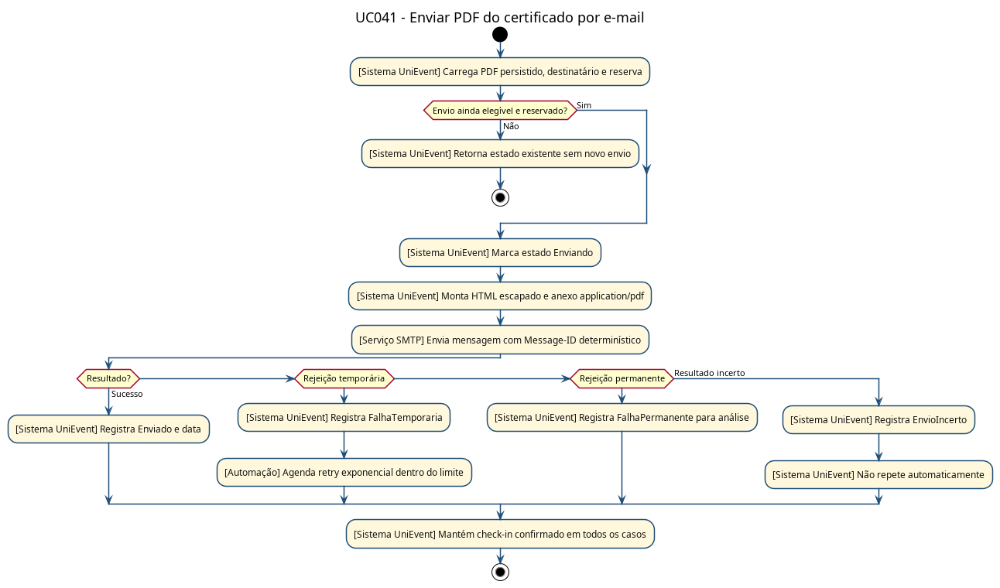 UC041 - Enviar PDF do certificado por e-mail
[Sistema UniEvent] Carrega PDF persistido, destinatário e reserva
Envio ainda elegível e reservado?
Sim
Não
[Sistema UniEvent] Retorna estado existente sem novo envio
[Sistema UniEvent] Marca estado Enviando
[Sistema UniEvent] Monta HTML escapado e anexo application/pdf
[Serviço SMTP] Envia mensagem com Message-ID determinístico
Resultado?
Sucesso
[Sistema UniEvent] Registra Enviado e data
Rejeição temporária
[Sistema UniEvent] Registra FalhaTemporaria
[Automação] Agenda retry exponencial dentro do limite
Rejeição permanente
[Sistema UniEvent] Registra FalhaPermanente para análise
Resultado incerto
[Sistema UniEvent] Registra EnvioIncerto
[Sistema UniEvent] Não repete automaticamente
[Sistema UniEvent] Mantém check-in confirmado em todos os casos